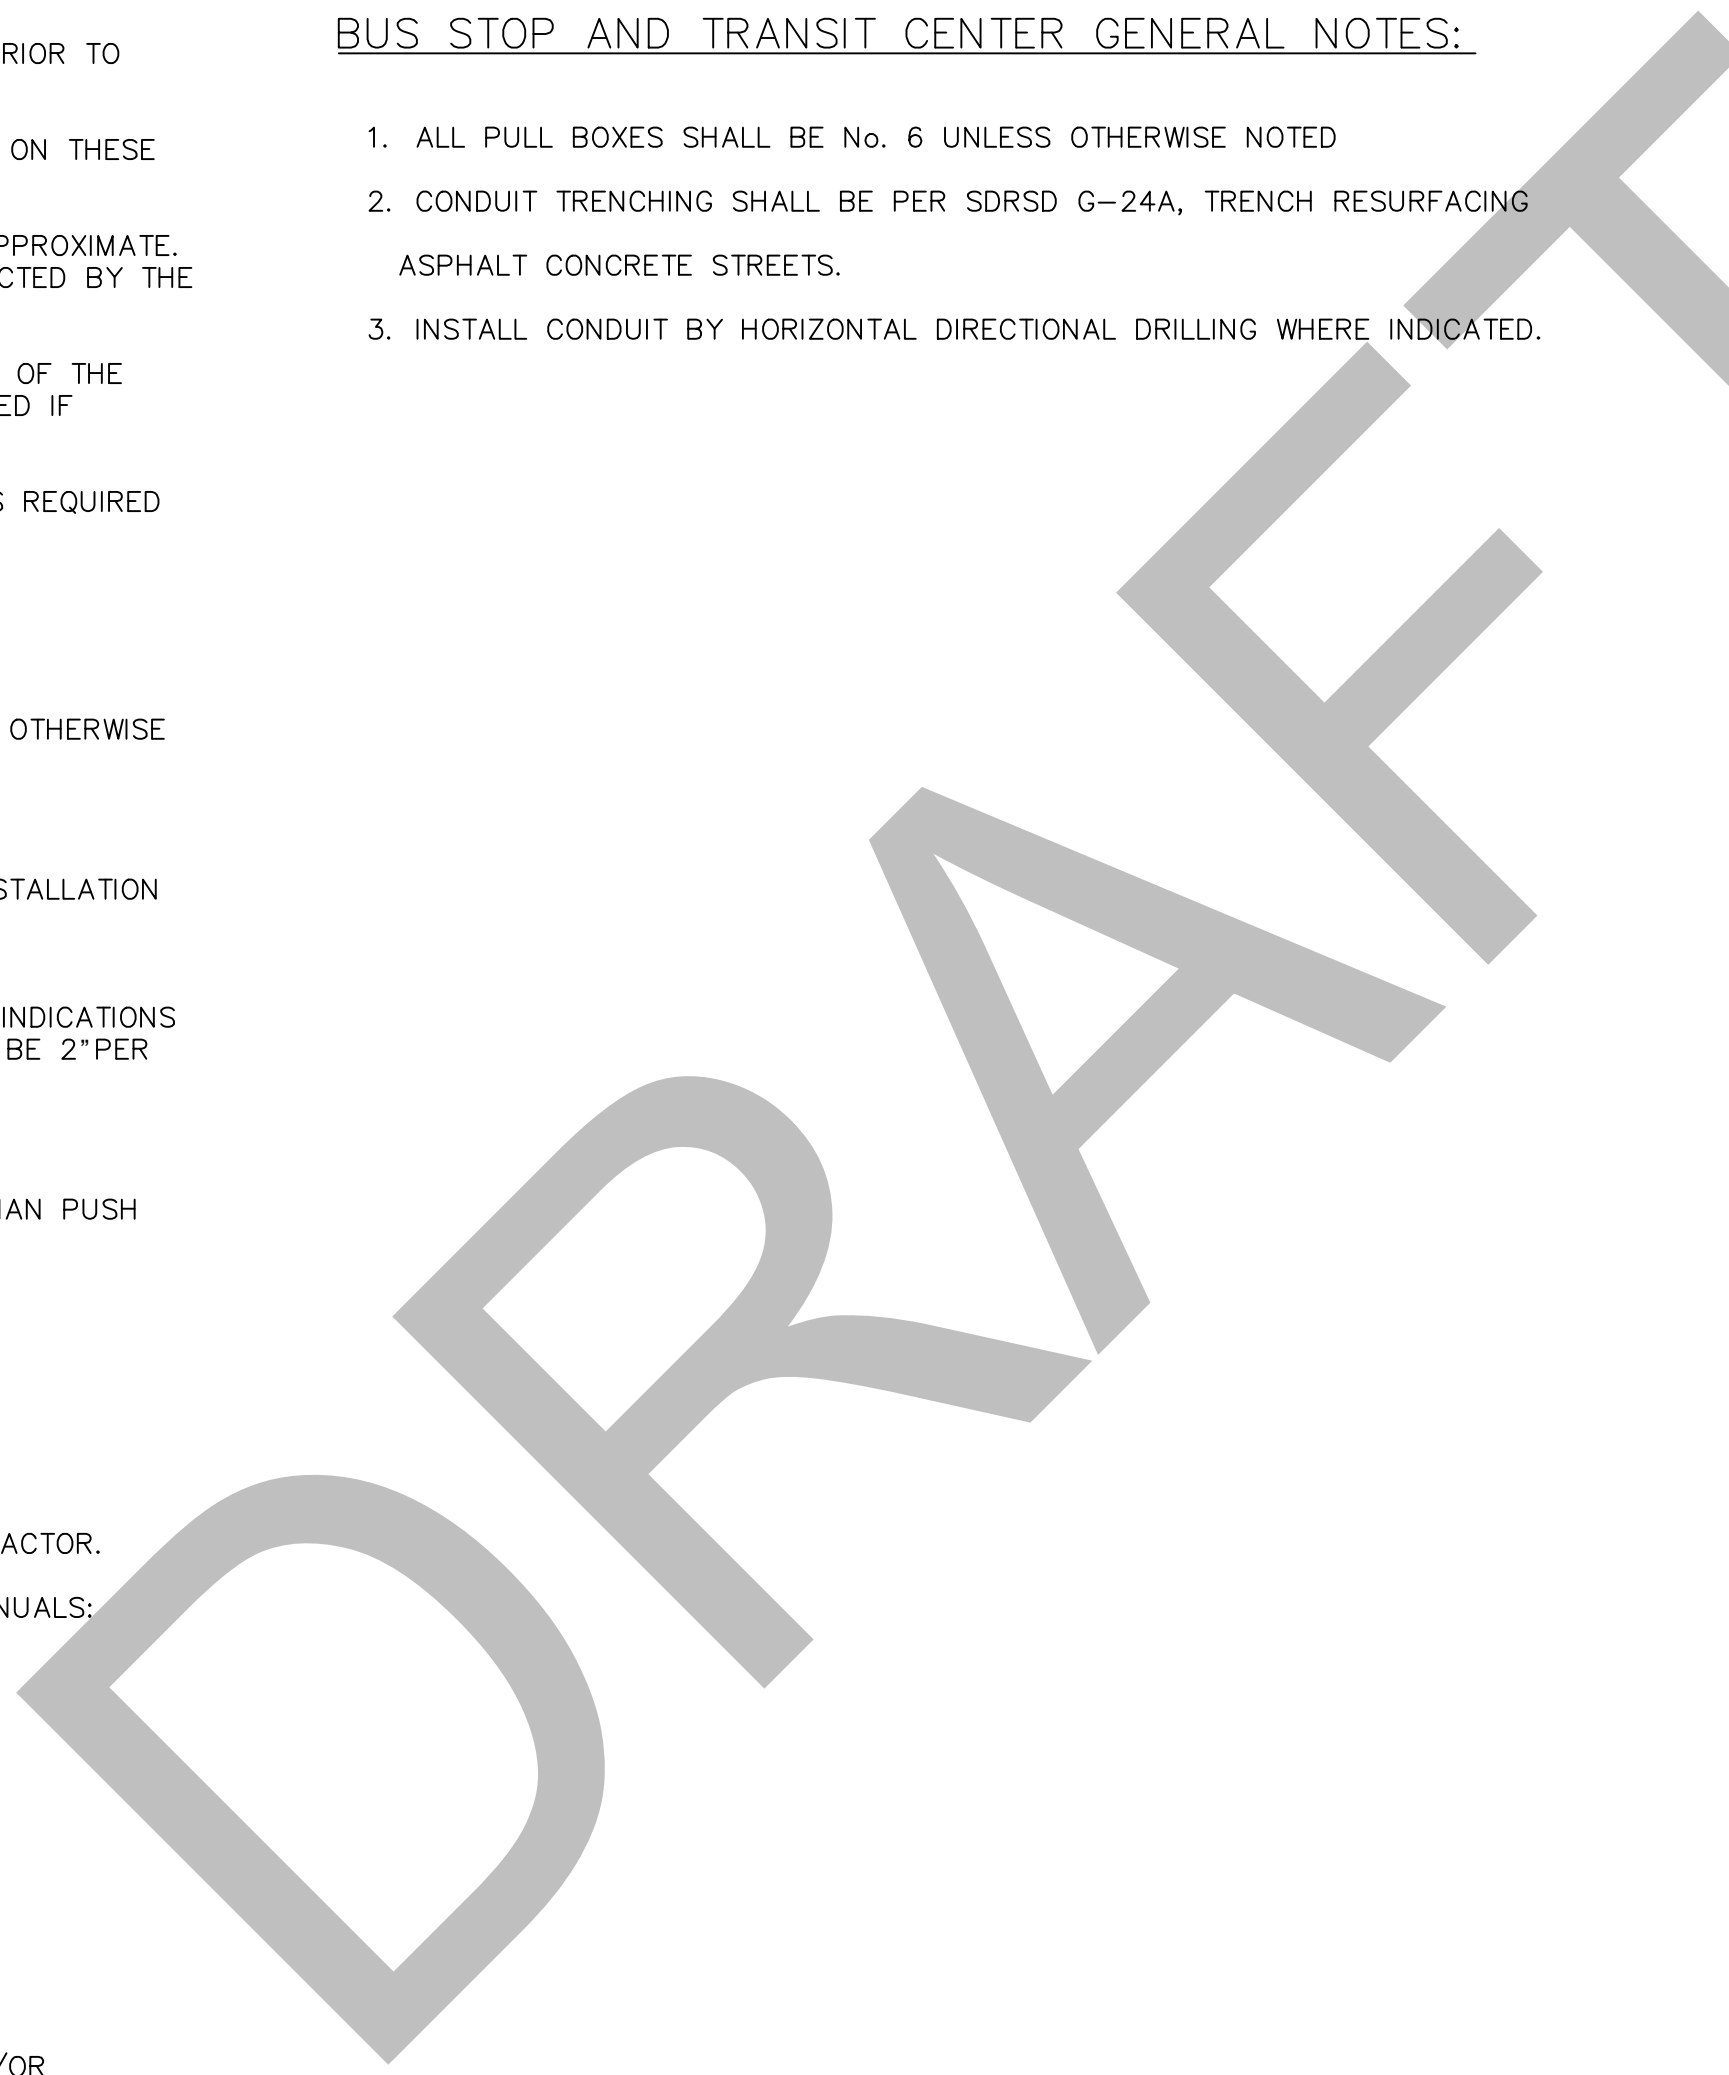 RIOR TO
ON THESE
PPROXIMATE.
CTED BY THE
OF THE
ED IF
S REQUIRED
OTHERWISE
STALLATION
INDICATIONS
BE 2"PER
IAN PUSH
ACTOR.
NUALS:
/OR
BUS STOP AND TRANSIT CENTER GENERAL NOTES:
1. ALL PULL BOXES SHALL BE No. 6 UNLESS OTHERWISE NOTED
2. CONDUIT TRENCHING SHALL BE PER SDRSD G-24A, TRENCH RESURFACING
ASPHALT CONCRETE STREETS.
3. INSTALL CONDUIT BY HORIZONTAL DIRECTIONAL DRILLING WHERE INDICATED.
DRAFT